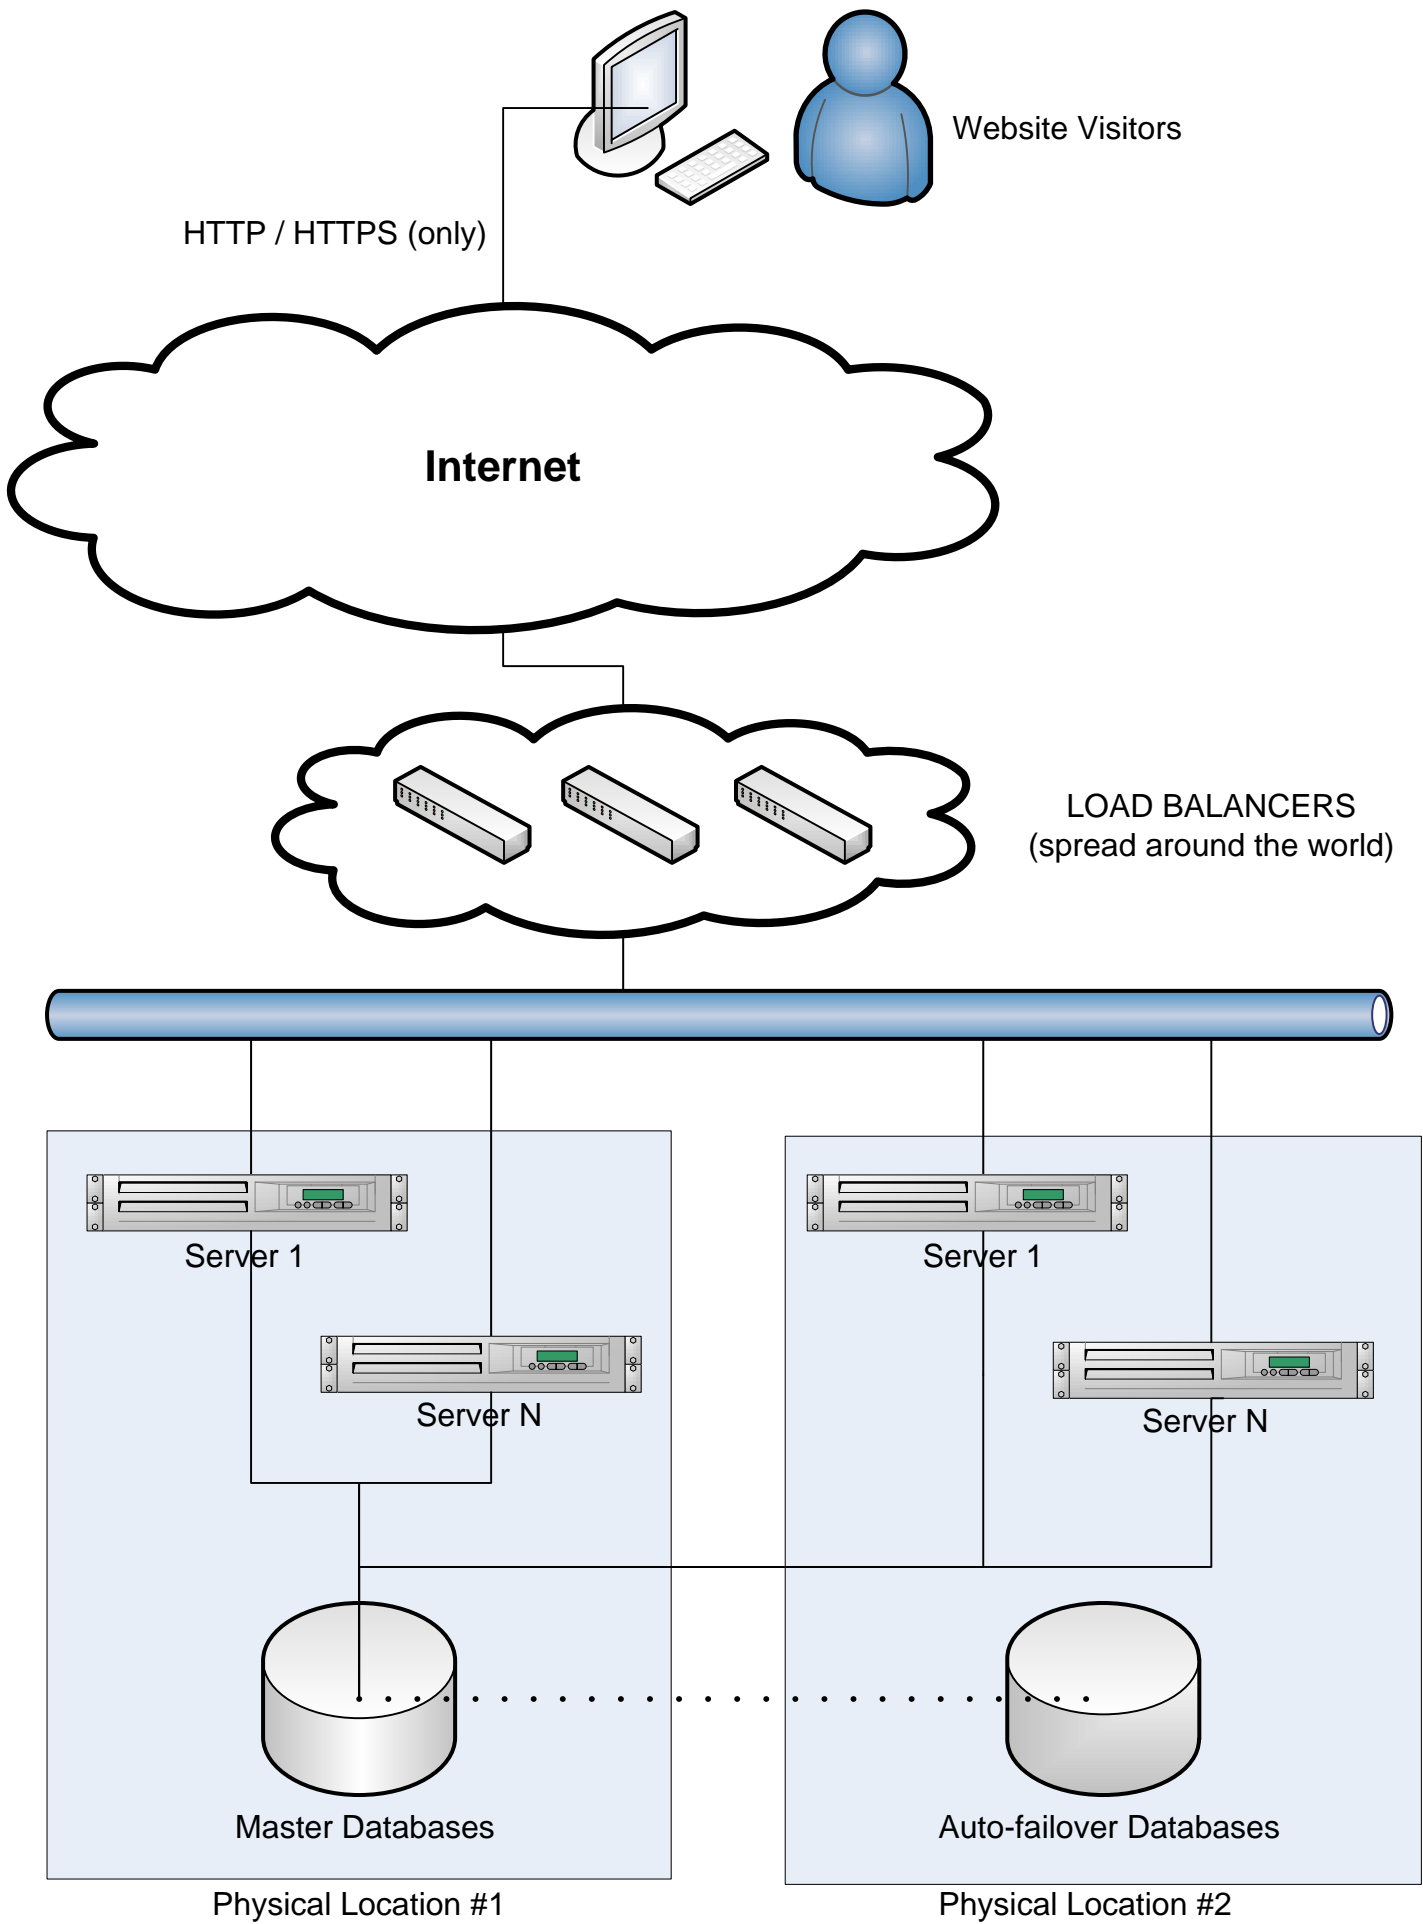 Website Visitors
HTTP / HTTPS (only)
Internet
LOAD BALANCERS
(spread around the world)
Server 1
Server 1
Server N
Server N
Master Databases
Auto-failover Databases
Physical Location #1
Physical Location #2